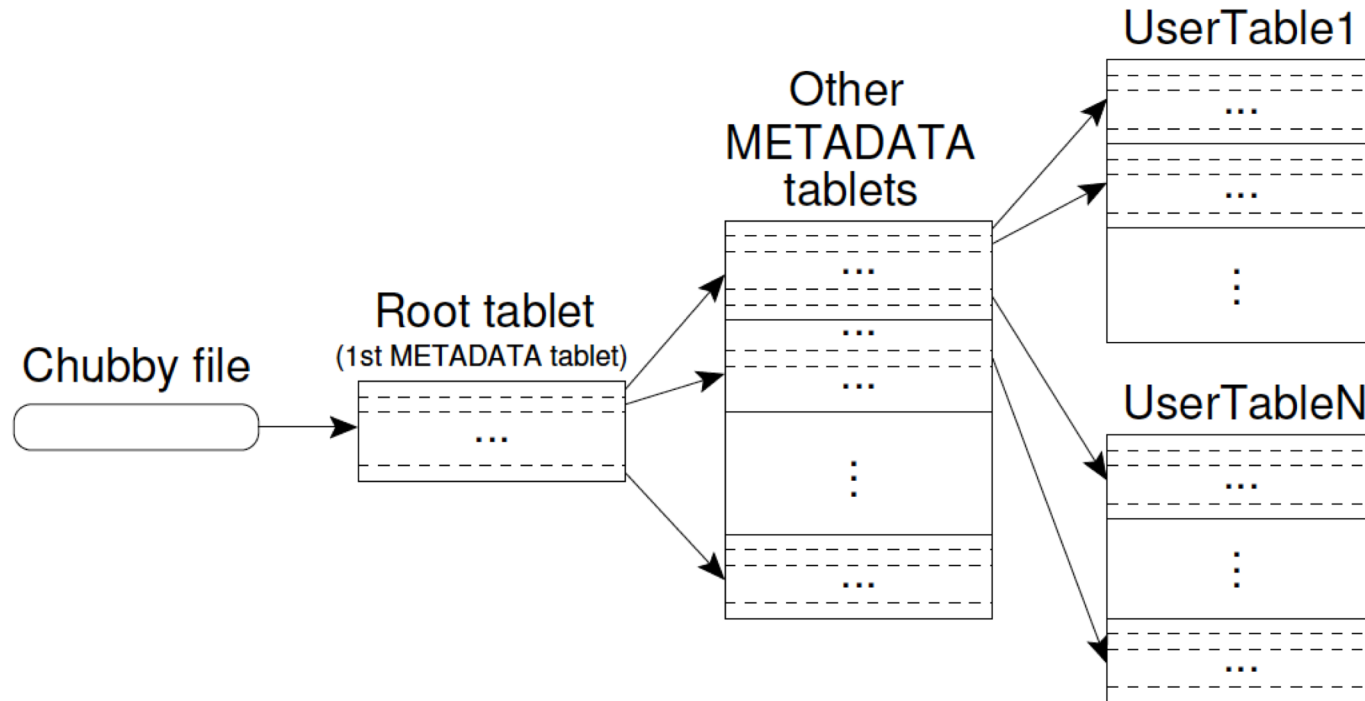 UserTable1
...
...
Other
METADATA
tablets
...
...
...
...
Root tablet
(1st METADATA tablet)
...
Chubby file
UserTableN
...
...